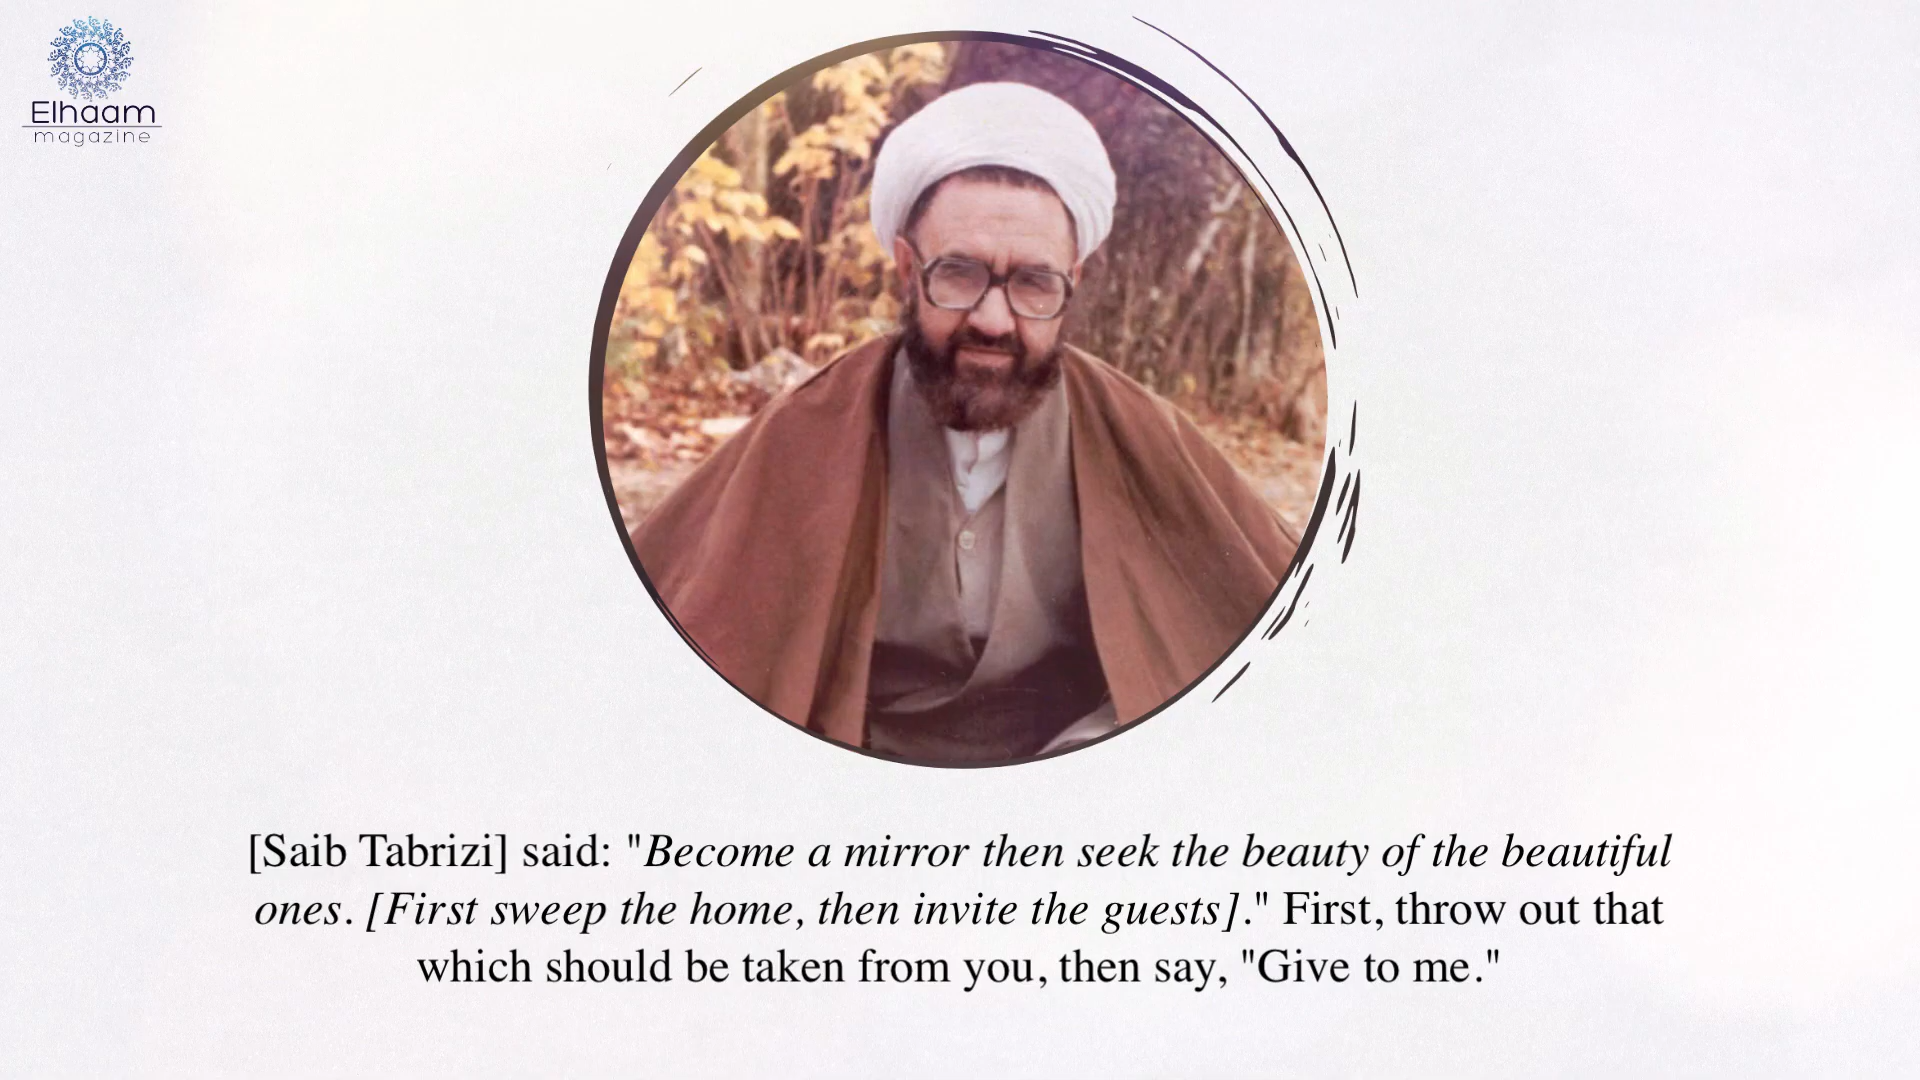 Elhaam
magazine
[Saib Tabrizi] said: "Become a mirror then seek the beauty of the beautiful
ones. [First sweep the home, then invite the guests]." First, throw out that
which should be taken from you, then say, "Give to me."